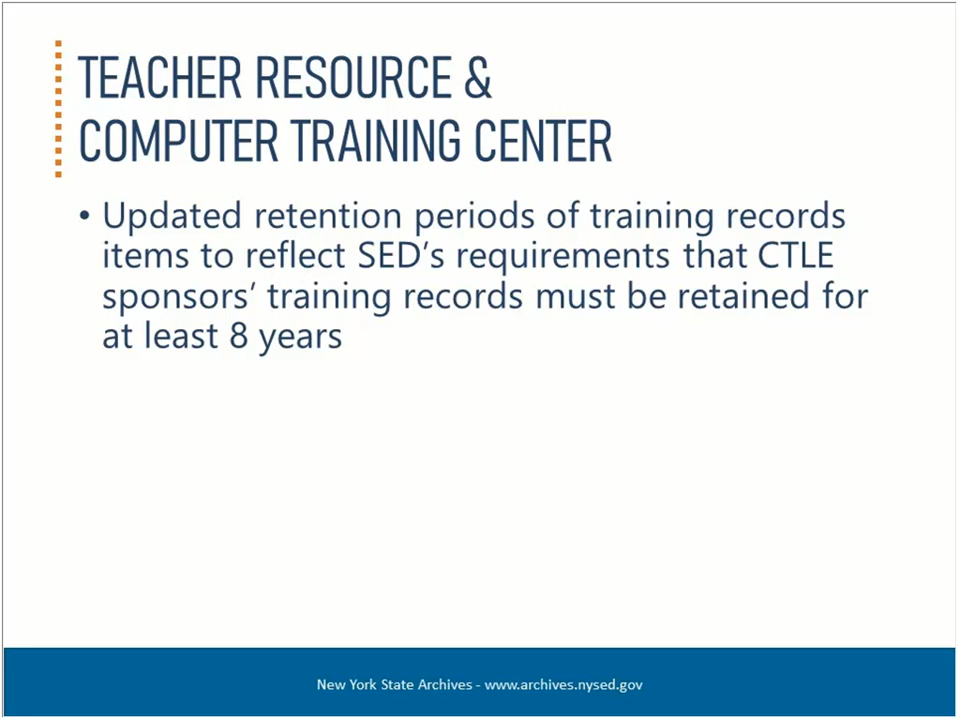 TEACHER RESOURCE &
COMPUTER TRAINING CENTER
• Updated retention periods of training records
items to reflect SED’s requirements that CTLE
sponsors’ training records must be retained for
at least 8 years
New York State Archives - www.archives.nysed.gov